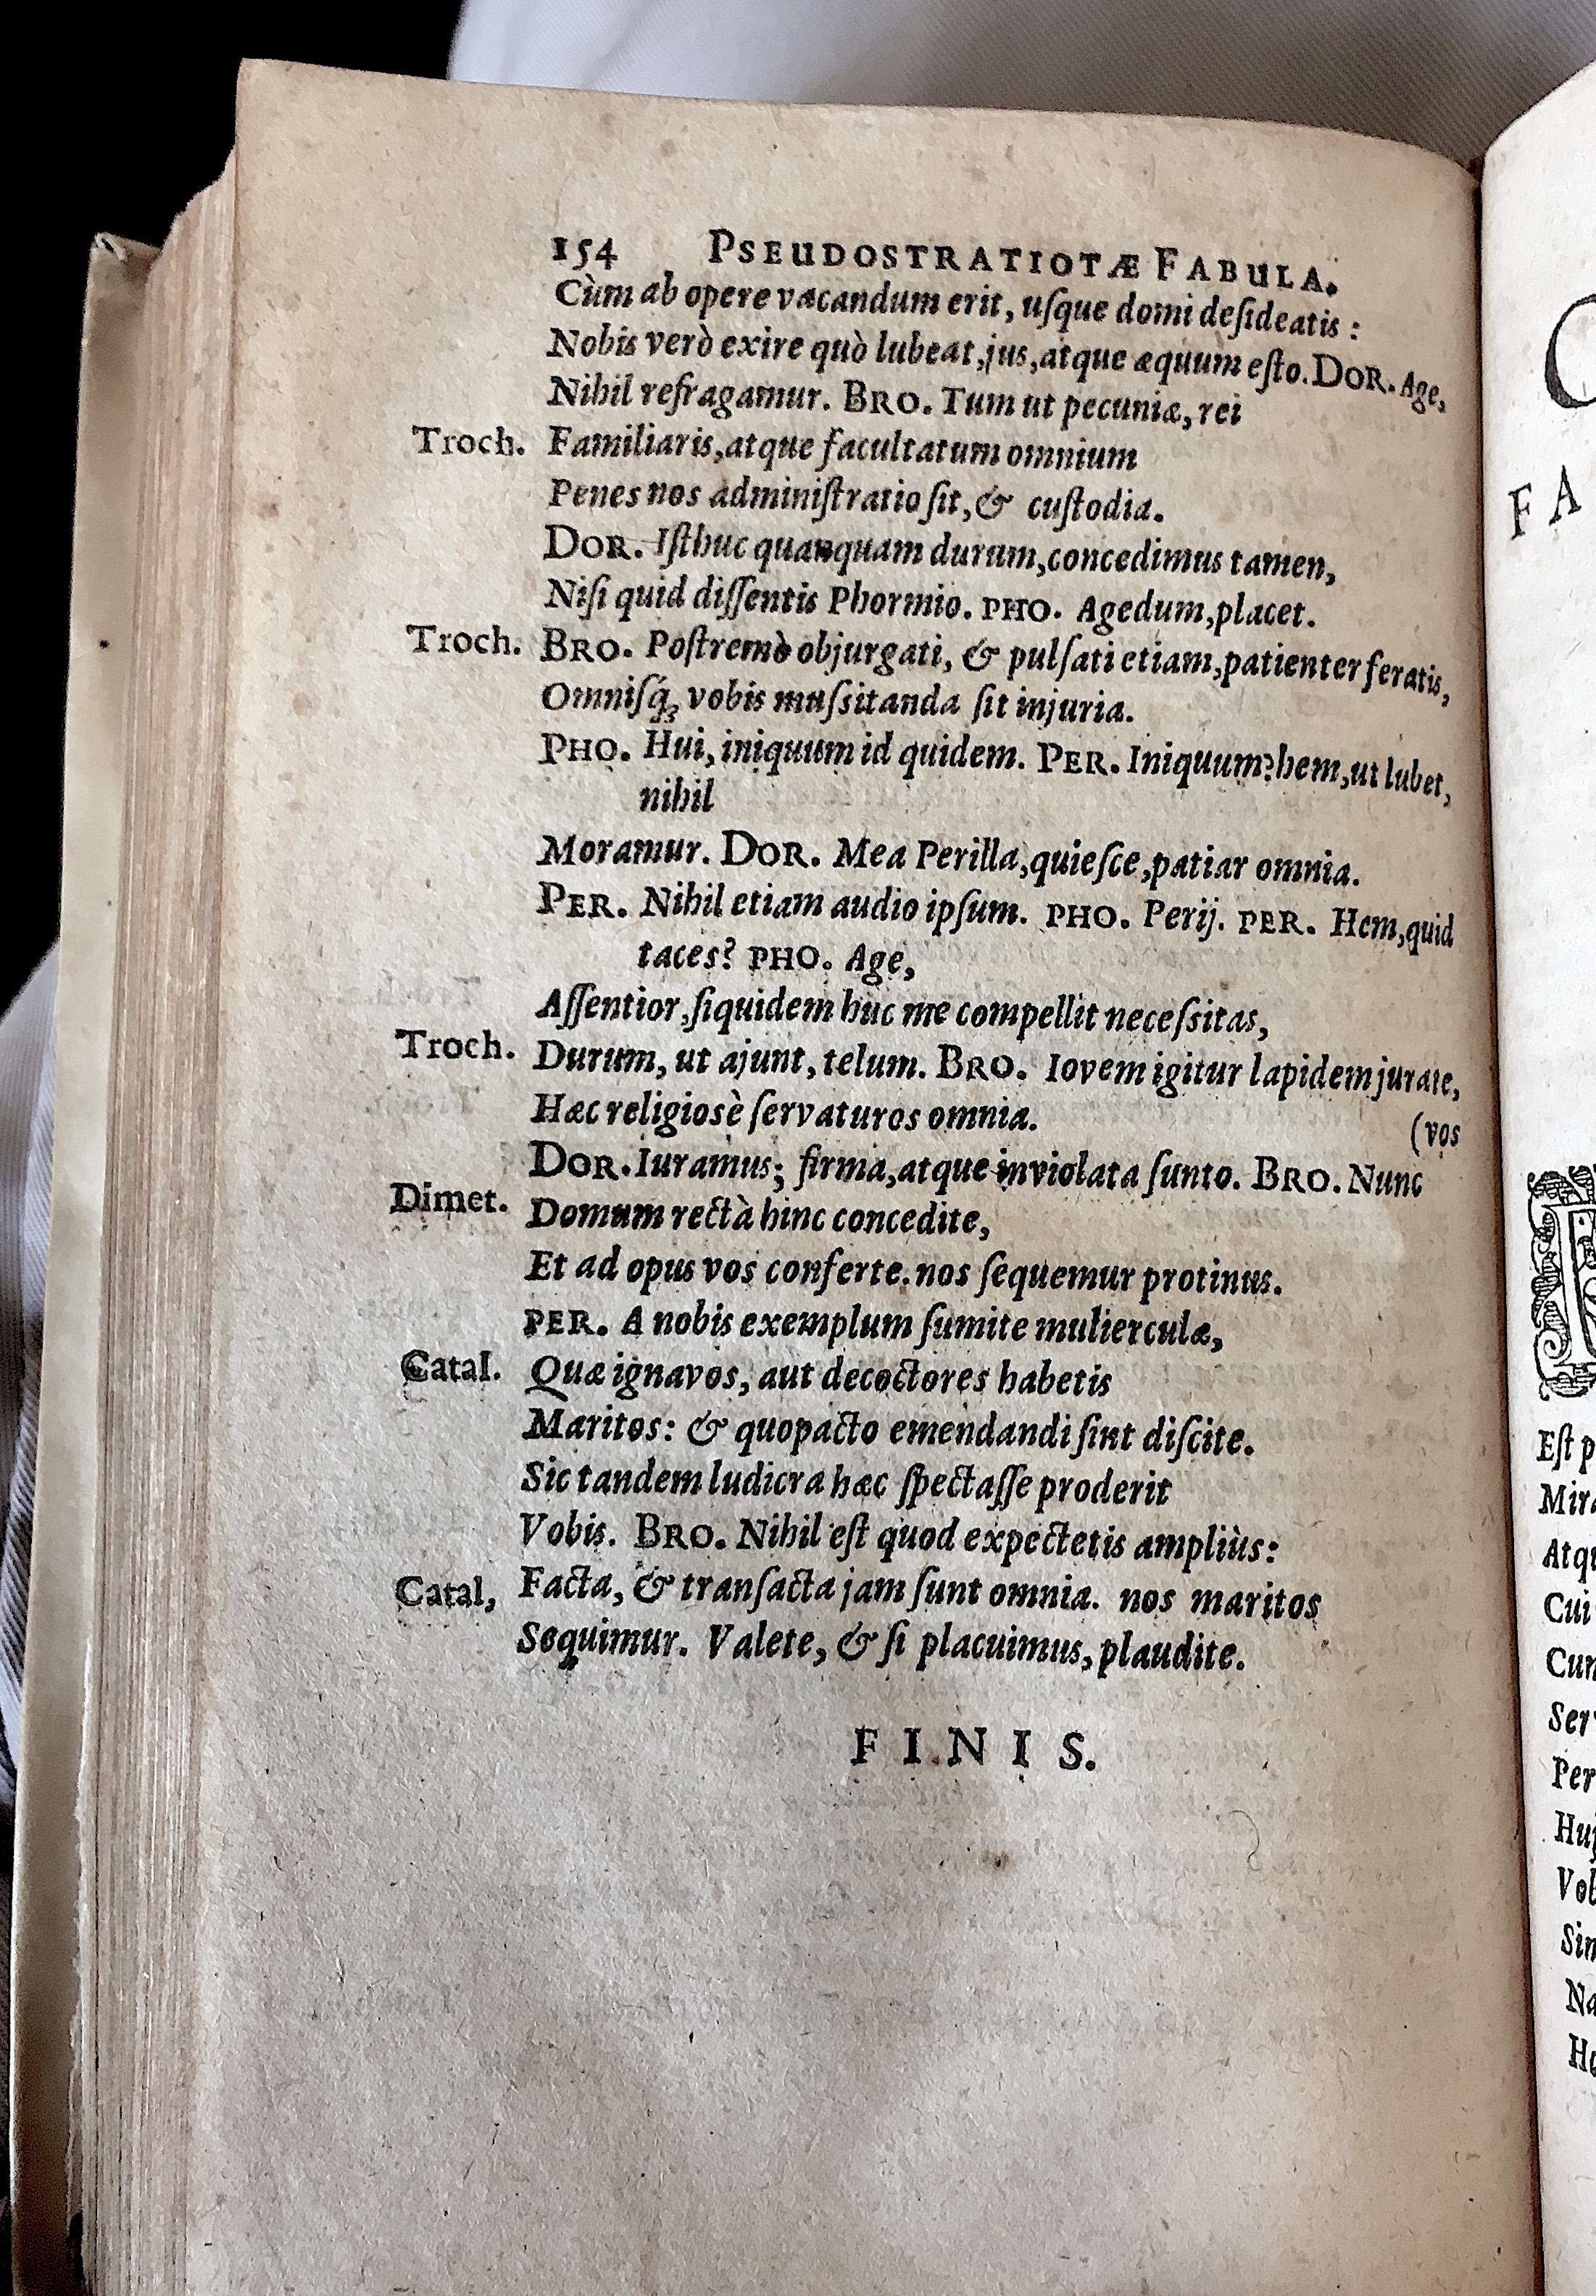 154 PSEUDOSTRATIOTÆ FABULA.
Cùm ab opere vacandum erit, uſque domi deſideatis :
Nobis verò exire quò lubeat, jus, atque æquum eſto. DOR. Age,
Nihil refragamur. BRO. Tum ut pecuniæ, rei
Troch. Familiaris, atque facultatum omnium
Penes nos adminiſtratio ſit, & cuſtodia.
DOR. Iſthuc quanquam durum, concedimus tamen,
Niſi quid diſſentis Phormio. PHO. Agedum, placet.
Troch. BRO. Poſtremò objurgati, & pulſati etiam, patienter feratis,
Omniſq́ꝫ vobis muſsitanda ſit injuria.
PHO. Hui, iniquum id quidem. PER. Iniquum? hem, ut lubet,
nihil
Moramur. DOR. Mea Perilla, quieſce, patiar omnia.
PER. Nihil etiam audio ipſum. PHO. Perij. PER. Hem, quid
taces? PHO. Age,
Aſſentior, ſiquidem huc me compellit neceſsitas,
Troch. Durum, ut ajunt, telum. BRO. Iovem igitur lapidem jurate,
Hæc religiosè ſervaturos omnia. (vos
DOR. Iuramus; firma, atque inviolata ſunto. BRO. Nunc
Dimet. Domum rectà hinc concedite,
Et ad opus vos conferte. nos ſequemur protinus.
PER. A nobis exemplum ſumite mulierculæ,
Catal. Quæ ignavos, aut decoctores habetis
Maritos: & quopacto emendandi ſint diſcite.
Sic tandem ludicra hæc ſpectaſſe proderit
Vobis. BRO. Nihil eſt quod expectetis ampliùs:
Catal, Facta, & tranſacta jam ſunt omnia. nos maritos
Sequimur. Valete, & ſi placuimus, plaudite.
FINIS.
C
FA
Eſt p
Mira
Atqu
Cui
Cum
Serv
Per
Huj
Vob
Sin
Na